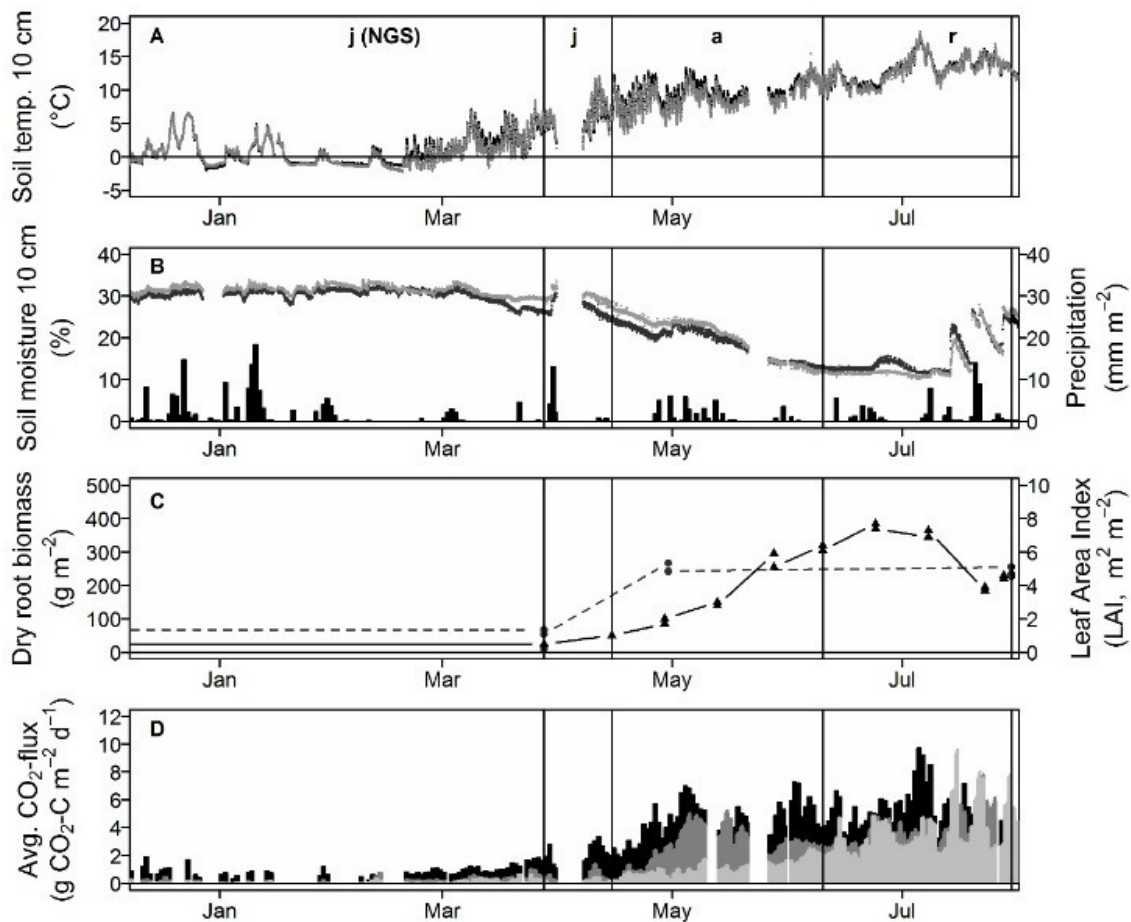 Soil temp. 10 cm
(°C)
20
15
10
5
0
-5
A
j (NGS)
j
a
r
Jan
Mar
May
Jul
Soil moisture 10 cm
(%)
40
30
20
10
0
B
40
30
20
10
0
Precipitation
(mm m−2)
Jan
Mar
May
Jul
Dry root biomass
(g m−2)
500
400
300
200
100
0
C
10
8
6
4
2
0
Leaf Area Index
(LAI, m2 m−2)
Jan
Mar
May
Jul
Avg. CO2-flux
(g CO2-C m−2 d−1)
12
10
8
6
4
2
0
D
Jan
Mar
May
Jul